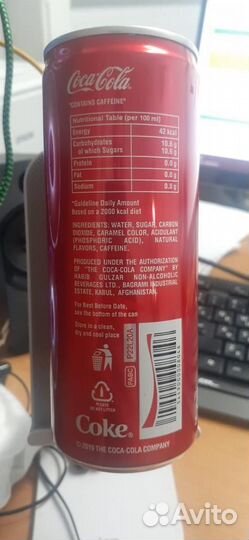 Coca-Cola
"CONTAINS CAFFEINE"
Nutritional Table (per 100 ml)
Energy 42 kcal
Carbohydrates 10.6 g
of which Sugars 10.6 g
Protein 0.0 g
Fat 0.0 g
Sodium 0.0 g
*Guideline Daily Amount
Based on a 2000 kcal diet
INGREDIENTS: WATER, SUGAR, CARBON
DIOXIDE, CARAMEL COLOR, ACIDULANT
(PHOSPHORIC ACID), NATURAL
FLAVORS, CAFFEINE.
PRODUCED UNDER THE AUTHORIZATION
OF "THE COCA-COLA COMPANY" BY
HABIB GULZAR NON-ALCOHOLIC
BEVERAGES LTD., BAGRAMI INDUSTRIAL
ESTATE, KABUL, AFGHANISTAN.
For Best Before Date,
see the bottom of the can
Store in a clean,
dry and cool place
PLEASE
DO NOT LITTER
FABC
Coke
© 2019 THE COCA-COLA COMPANY
Avito